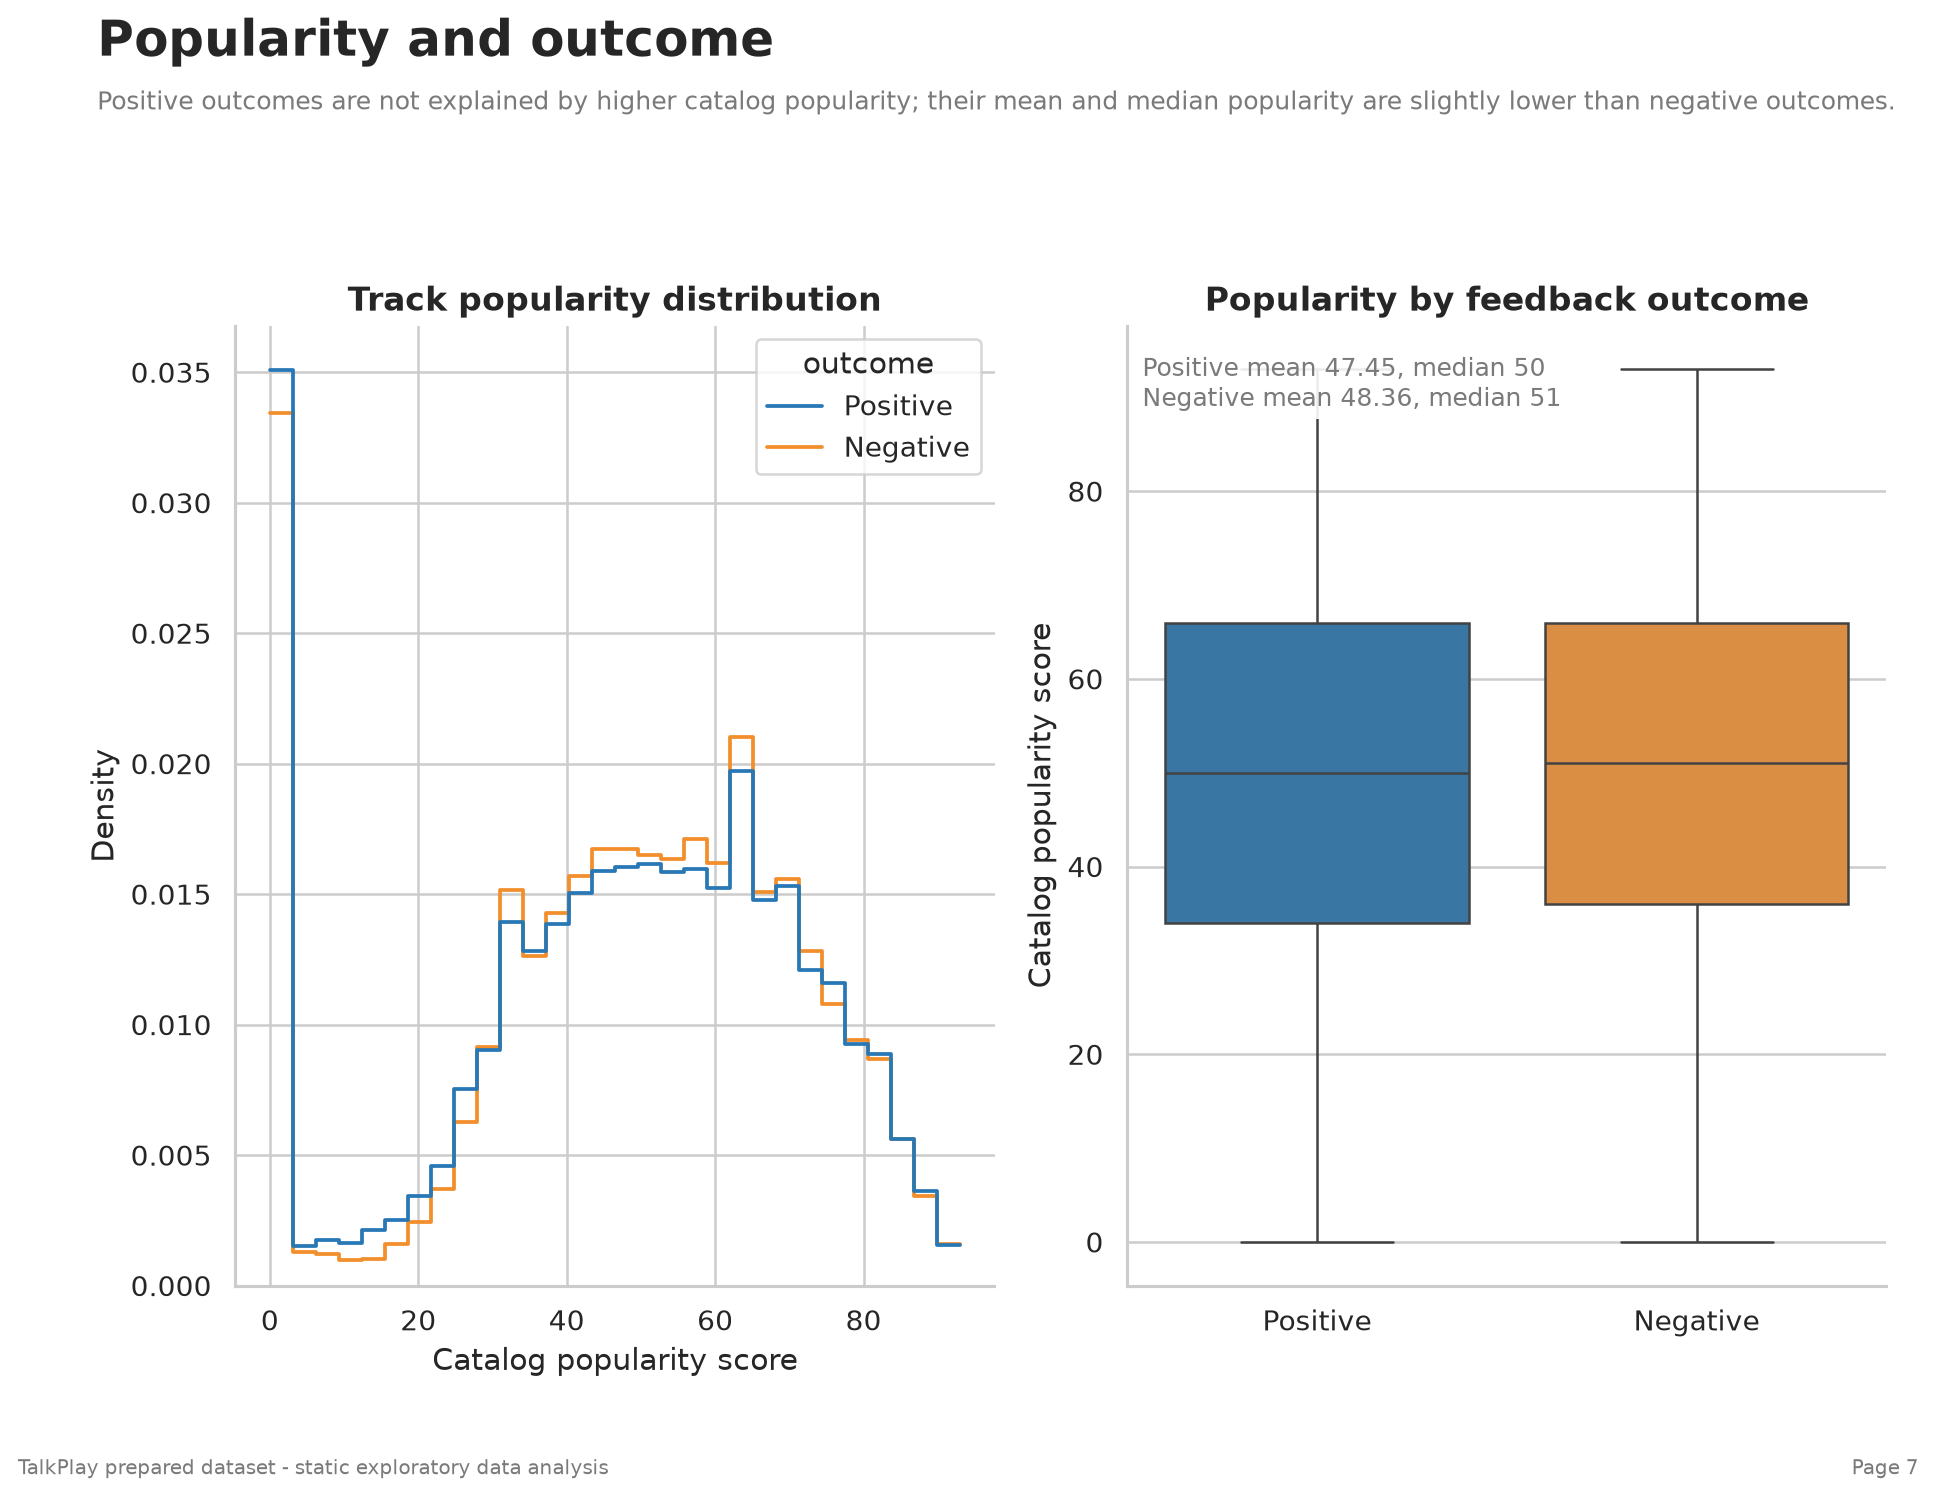 Popularity and outcome
Positive outcomes are not explained by higher catalog popularity; their mean and median popularity are slightly lower than negative outcomes.
Track popularity distribution
outcome
Positive
Negative
0.035
0.030
0.025
0.020
0.015
0.010
0.005
0.000
Density
0
20
40
60
80
Catalog popularity score
Popularity by feedback outcome
Positive mean 47.45, median 50
Negative mean 48.36, median 51
80
60
40
20
0
Catalog popularity score
Positive
Negative
TalkPlay prepared dataset - static exploratory data analysis
Page 7